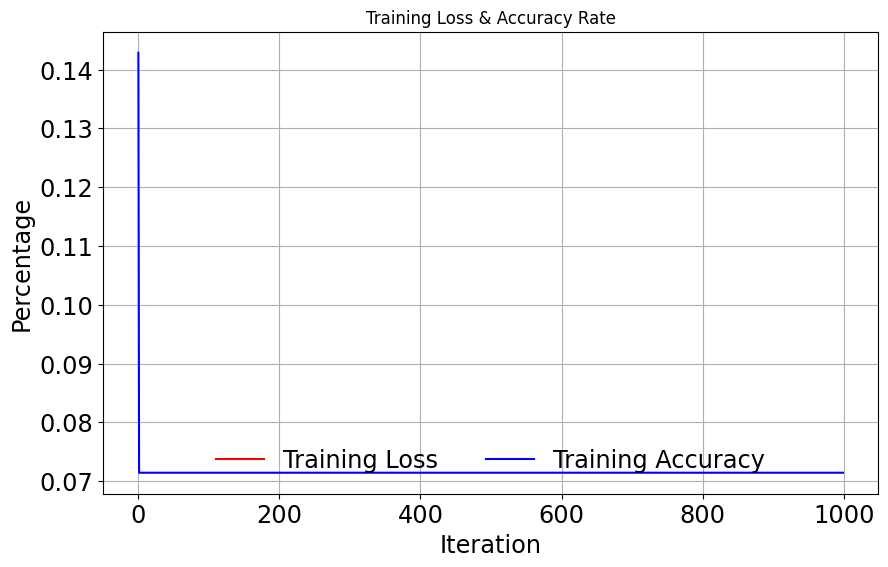 Training Loss & Accuracy Rate
Percentage
0.14
0.13
0.12
0.11
0.10
0.09
0.08
0.07
Training Loss Training Accuracy
0 200 400 600 800 1000
Iteration